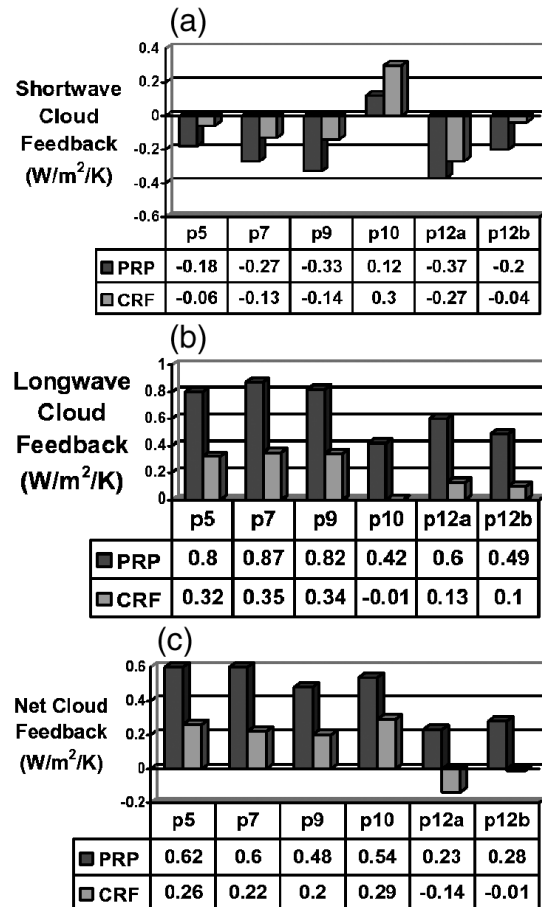 (a)
Shortwave
Cloud
Feedback
(W/m²/K)
0.4
0.2
0
-0.2
-0.4
-0.6
p5 p7 p9 p10 p12a p12b
PRP -0.18 -0.27 -0.33 0.12 -0.37 -0.2
CRF -0.06 -0.13 -0.14 0.3 -0.27 -0.04
(b)
Longwave
Cloud
Feedback
(W/m²/K)
1
0.8
0.6
0.4
0.2
0
p5 p7 p9 p10 p12a p12b
PRP 0.8 0.87 0.82 0.42 0.6 0.49
CRF 0.32 0.35 0.34 -0.01 0.13 0.1
(c)
Net Cloud
Feedback
(W/m²/K)
0.6
0.4
0.2
0
-0.2
p5 p7 p9 p10 p12a p12b
PRP 0.62 0.6 0.48 0.54 0.23 0.28
CRF 0.26 0.22 0.2 0.29 -0.14 -0.01